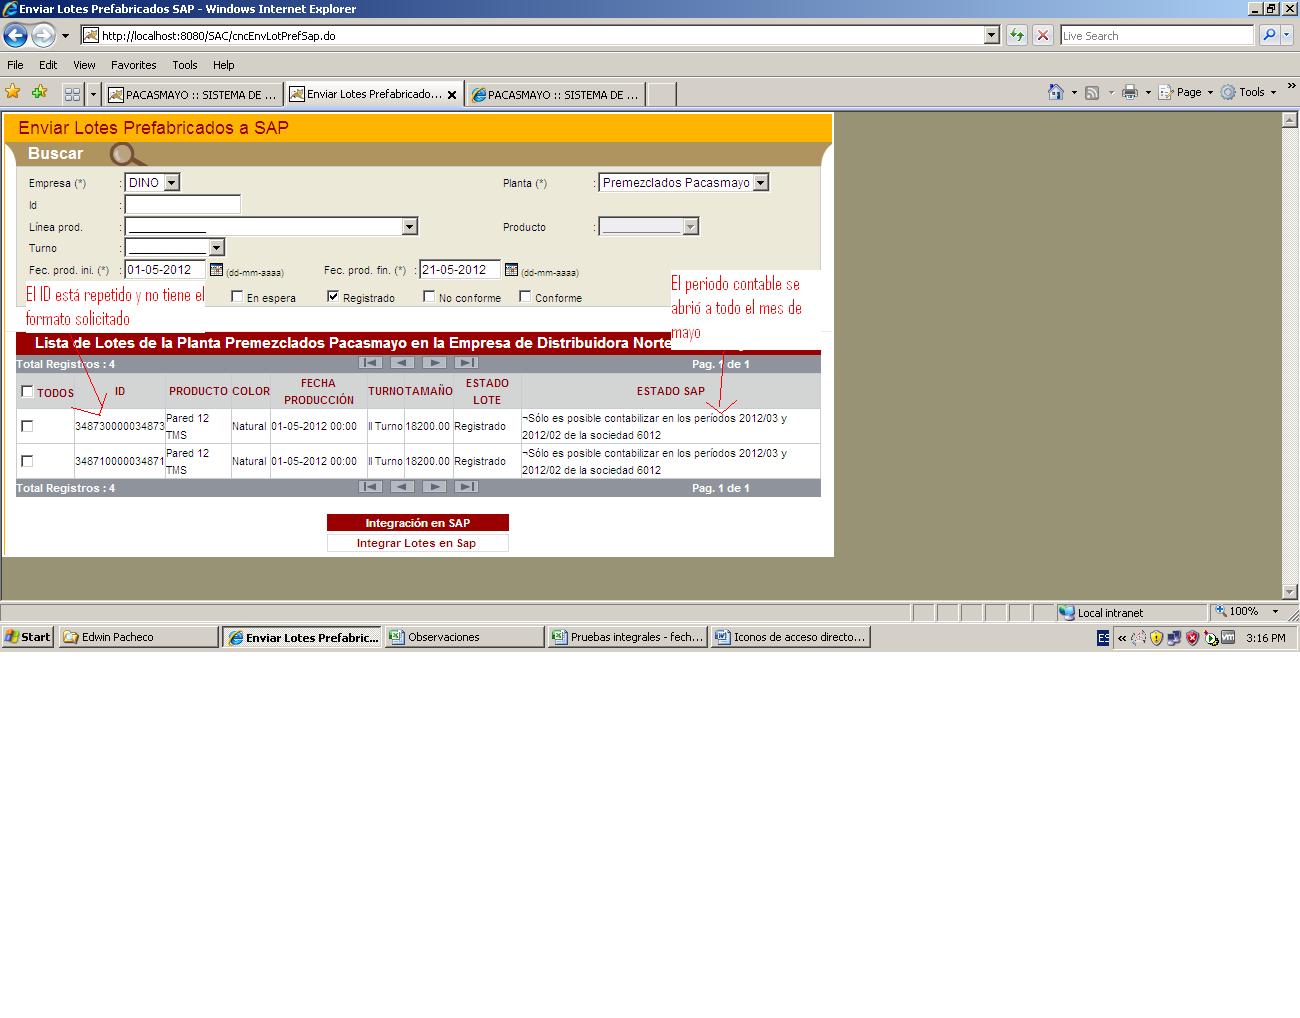 Enviar Lotes Prefabricados SAP - Windows Internet Explorer
http://localhost:8080/SAC/cncEnvLotPrefSap.do
Live Search
File Edit View Favorites Tools Help
PACASMAYO :: SISTEMA DE ... Enviar Lotes Prefabricado... PACASMAYO :: SISTEMA DE ... Page Tools
Enviar Lotes Prefabricados a SAP
Buscar
Empresa (*) : DINO Planta (*) : Premezclados Pacasmayo
Id :
Línea prod. : Producto :
Turno :
Fec. prod. ini. (*) : 01-05-2012 (dd-mm-aaaa) Fec. prod. fin. (*) : 21-05-2012 (dd-mm-aaaa)
En espera Registrado No conforme Conforme
El ID está repetido y no tiene el
formato solicitado
El periodo contable se
abrió a todo el mes de
mayo
Lista de Lotes de la Planta Premezclados Pacasmayo en la Empresa de Distribuidora Norte
Total Registros : 4 Pag. 1 de 1
TODOS ID PRODUCTO COLOR FECHA PRODUCCIÓN TURNO TAMAÑO ESTADO LOTE ESTADO SAP
348730000034873 Pared 12 TMS Natural 01-05-2012 00:00 II Turno 18200.00 Registrado ¬Sólo es posible contabilizar en los períodos 2012/03 y 2012/02 de la sociedad 6012
348710000034871 Pared 12 TMS Natural 01-05-2012 00:00 II Turno 18200.00 Registrado ¬Sólo es posible contabilizar en los períodos 2012/03 y 2012/02 de la sociedad 6012
Total Registros : 4 Pag. 1 de 1
Integración en SAP
Integrar Lotes en Sap
Local intranet 100%
Start Edwin Pacheco Enviar Lotes Prefabric... Observaciones Pruebas integrales - fech... Iconos de acceso directo... ES 3:16 PM